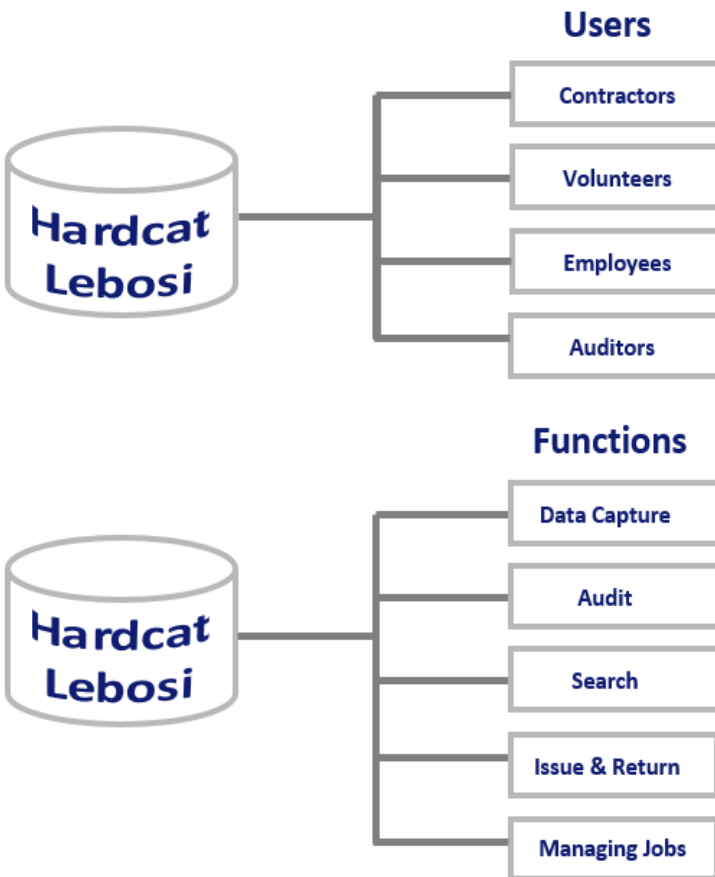 Users
Contractors
Volunteers
Hardcat
Lebosi
Employees
Auditors
Functions
Data Capture
Audit
Hardcat
Lebosi
Search
Issue & Return
Managing Jobs